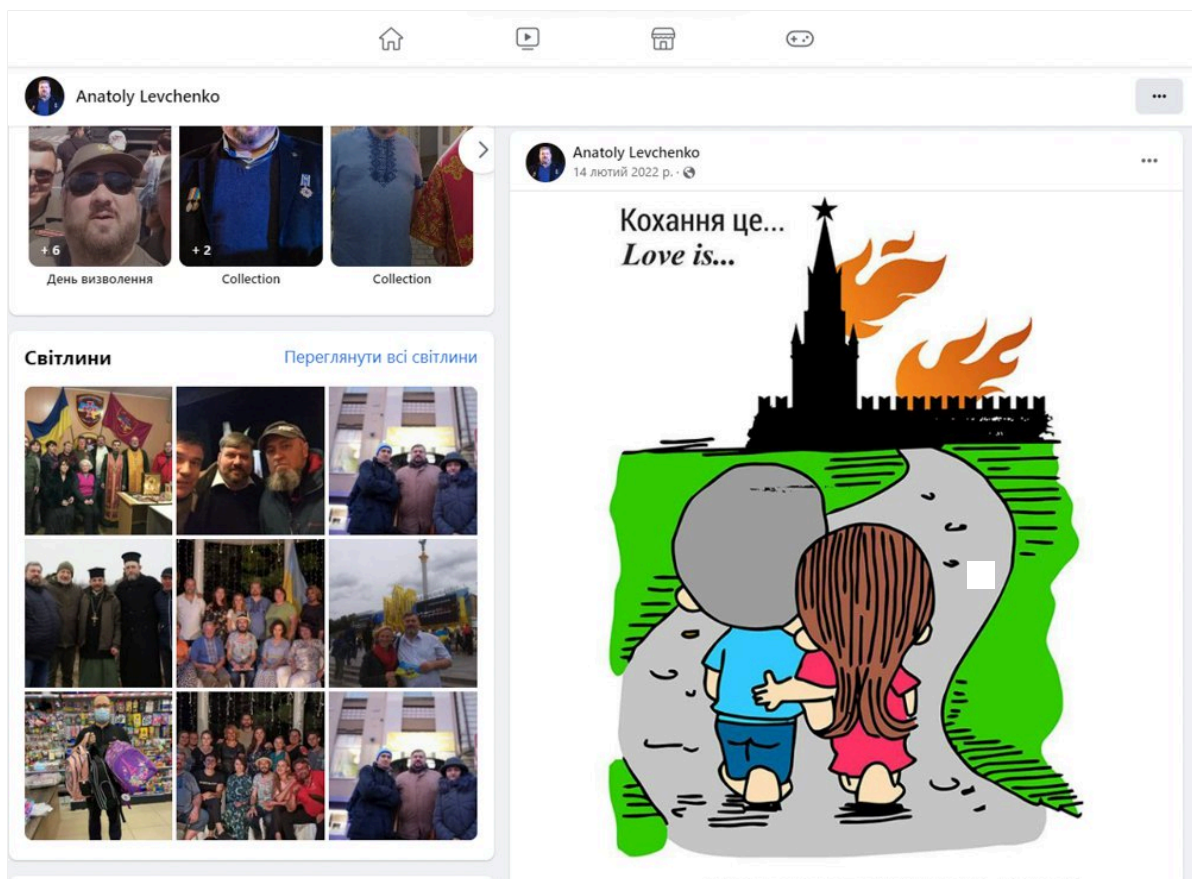 Anatoly Levchenko
+ 6
+ 2
День визволення
Collection
Collection
Світлини
Переглянути всі світлини
Anatoly Levchenko
14 лютий 2022 р. ·
Кохання це...
Love is...